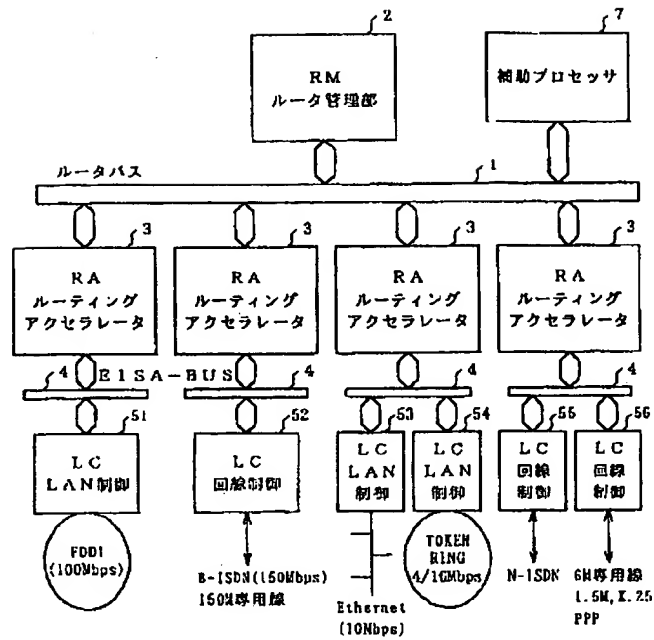 2
7
RM
ルータ管理部
補助プロセッサ
ルータバス
1
3
3
3
3
RA
ルーティング
アクセラレータ
RA
ルーティング
アクセラレータ
RA
ルーティング
アクセラレータ
RA
ルーティング
アクセラレータ
4
EISA-BUS
4
4
4
51
52
53
54
55
56
LC
LAN制御
LC
回線制御
LC
LAN
制御
LC
LAN
制御
LC
回線
制御
LC
回線
制御
FDDI
(100Mbps)
B-ISDN(150Mbps)
150M専用線
Ethernet
(10Mbps)
TOKEN
RING
4/16Mbps
N-ISDN
6M専用線
1.5M,X.25
PPP